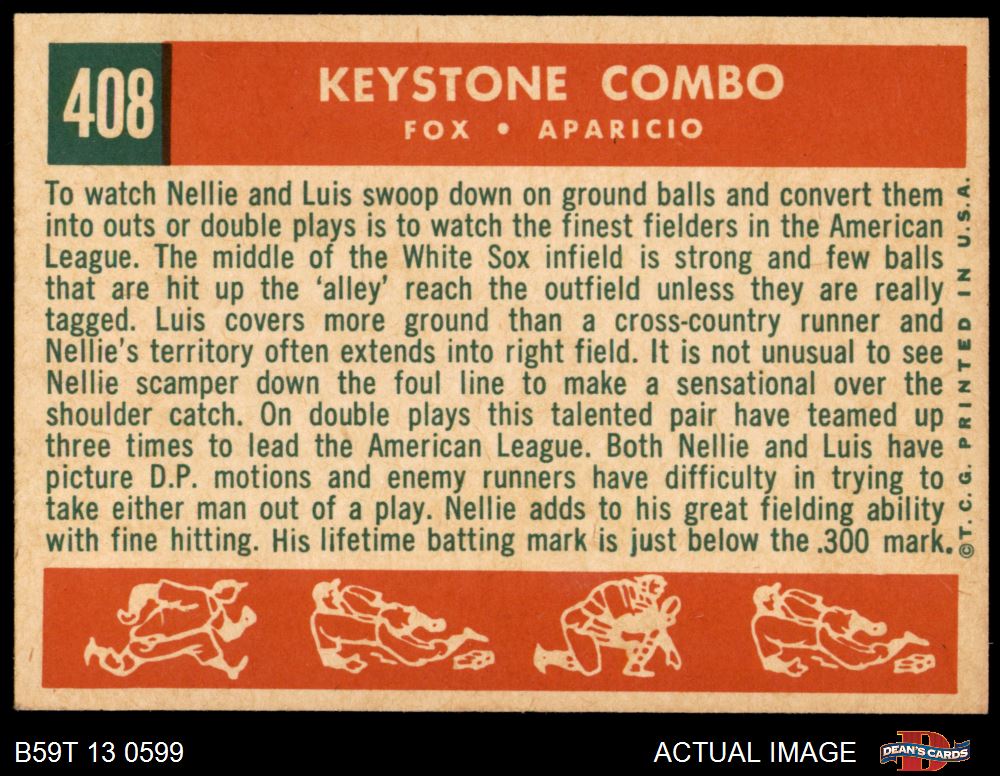 408
KEYSTONE COMBO
FOX • APARICIO
To watch Nellie and Luis swoop down on ground balls and convert them
into outs or double plays is to watch the finest fielders in the American
League. The middle of the White Sox infield is strong and few balls
that are hit up the ‘alley’ reach the outfield unless they are really
tagged. Luis covers more ground than a cross-country runner and
Nellie's territory often extends into right field. It is not unusual to see
Nellie scamper down the foul line to make a sensational over the
shoulder catch. On double plays this talented pair have teamed up
three times to lead the American League. Both Nellie and Luis have
picture D.P. motions and enemy runners have difficulty in trying to
take either man out of a play. Nellie adds to his great fielding ability
with fine hitting. His lifetime batting mark is just below the .300 mark.
©T. C. G. PRINTED IN U.S.A.
B59T 13 0599
ACTUAL IMAGE
D
DEAN'S CARDS